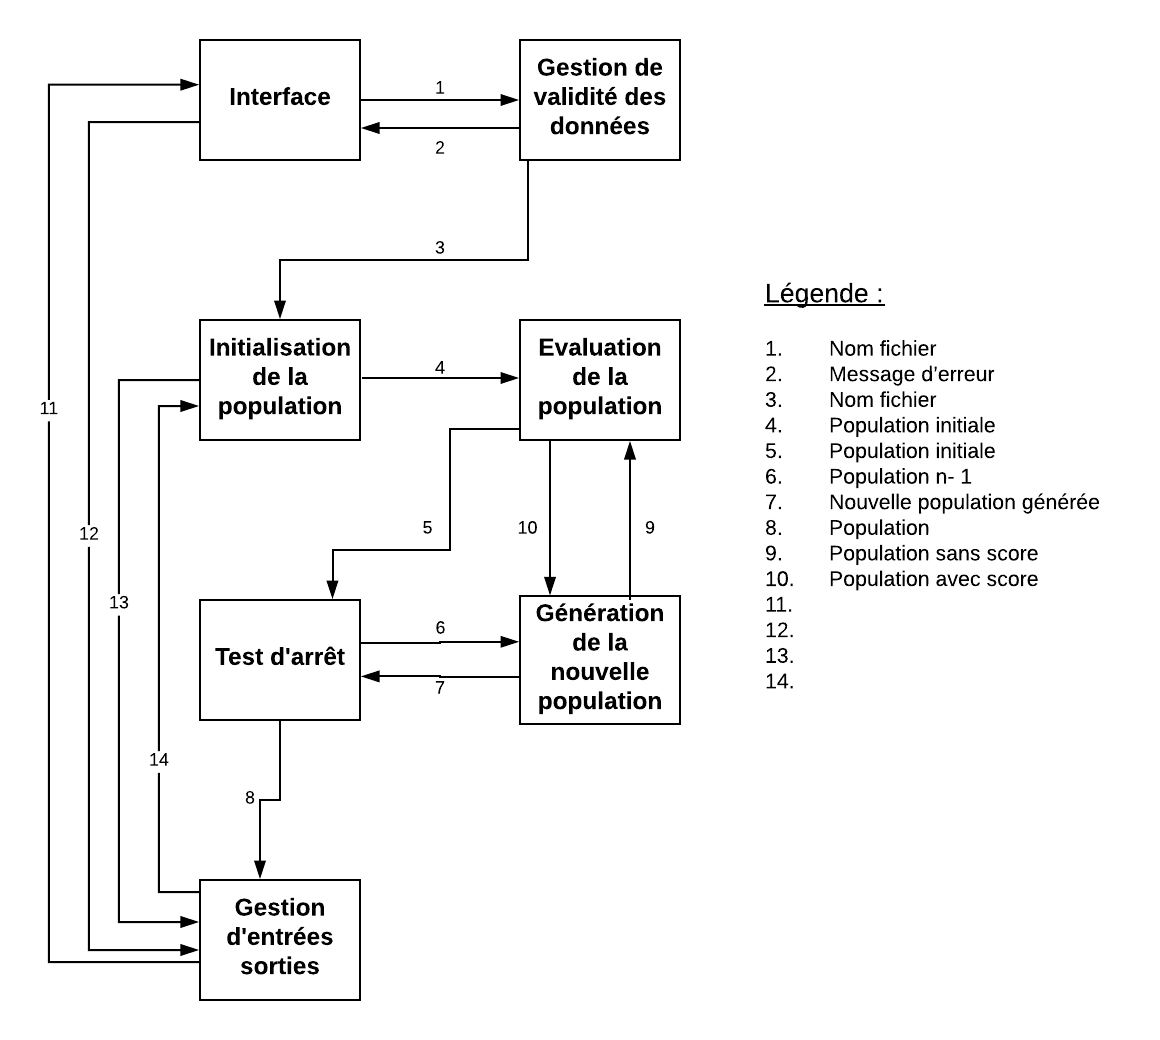 Interface
Gestion de
validité des
données
1
2
3
Initialisation
de la
population
4
Evaluation
de la
population
11
12
13
14
5
10
9
Test d'arrêt
6
7
Génération
de la
nouvelle
population
8
Gestion
d'entrées
sorties
Légende :
1. Nom fichier
2. Message d'erreur
3. Nom fichier
4. Population initiale
5. Population initiale
6. Population n- 1
7. Nouvelle population générée
8. Population
9. Population sans score
10. Population avec score
11.
12.
13.
14.